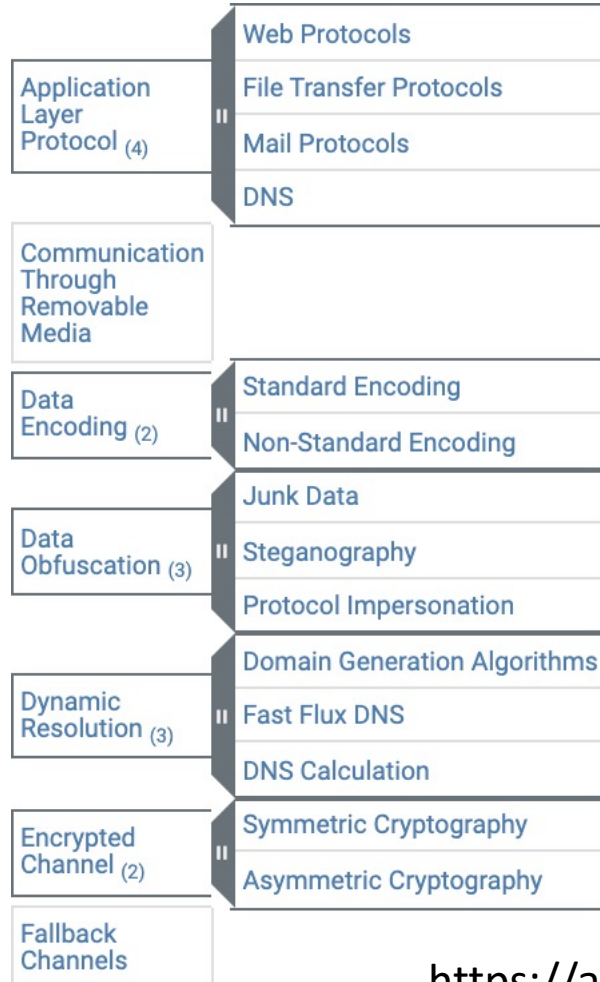 Application
Layer
Protocol (4)
Web Protocols
File Transfer Protocols
Mail Protocols
DNS
Communication
Through
Removable
Media
Data
Encoding (2)
Standard Encoding
Non-Standard Encoding
Data
Obfuscation (3)
Junk Data
Steganography
Protocol Impersonation
Dynamic
Resolution (3)
Domain Generation Algorithms
Fast Flux DNS
DNS Calculation
Encrypted
Channel (2)
Symmetric Cryptography
Asymmetric Cryptography
Fallback
Channels